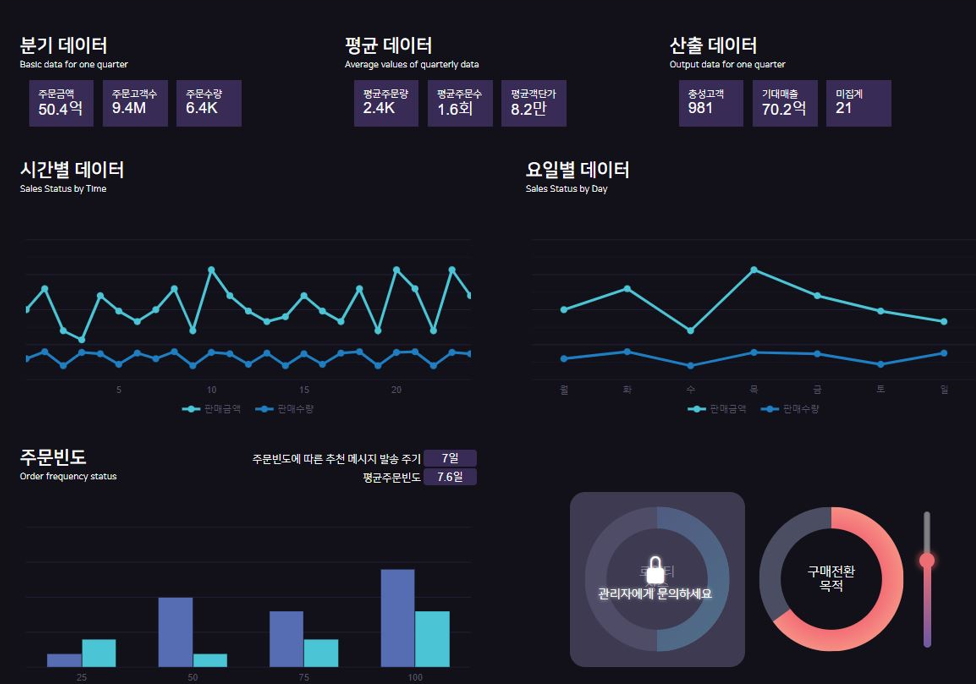 분기 데이터
Basic data for one quarter
주문금액
50.4억
주문고객수
9.4M
주문수량
6.4K
평균 데이터
Average values of quarterly data
평균주문량
2.4K
평균주문수
1.6회
평균객단가
8.2만
산출 데이터
Output data for one quarter
충성고객
981
기대매출
70.2억
미집계
21
시간별 데이터
Sales Status by Time
5
10
15
20
판매금액
판매수량
요일별 데이터
Sales Status by Day
월
화
수
목
금
토
일
판매금액
판매수량
주문빈도
Order frequency status
주문빈도에 따른 추천 메시지 발송 주기
7일
평균주문빈도
7.6일
25
50
75
100
관리자에게 문의하세요
구매전환
목적